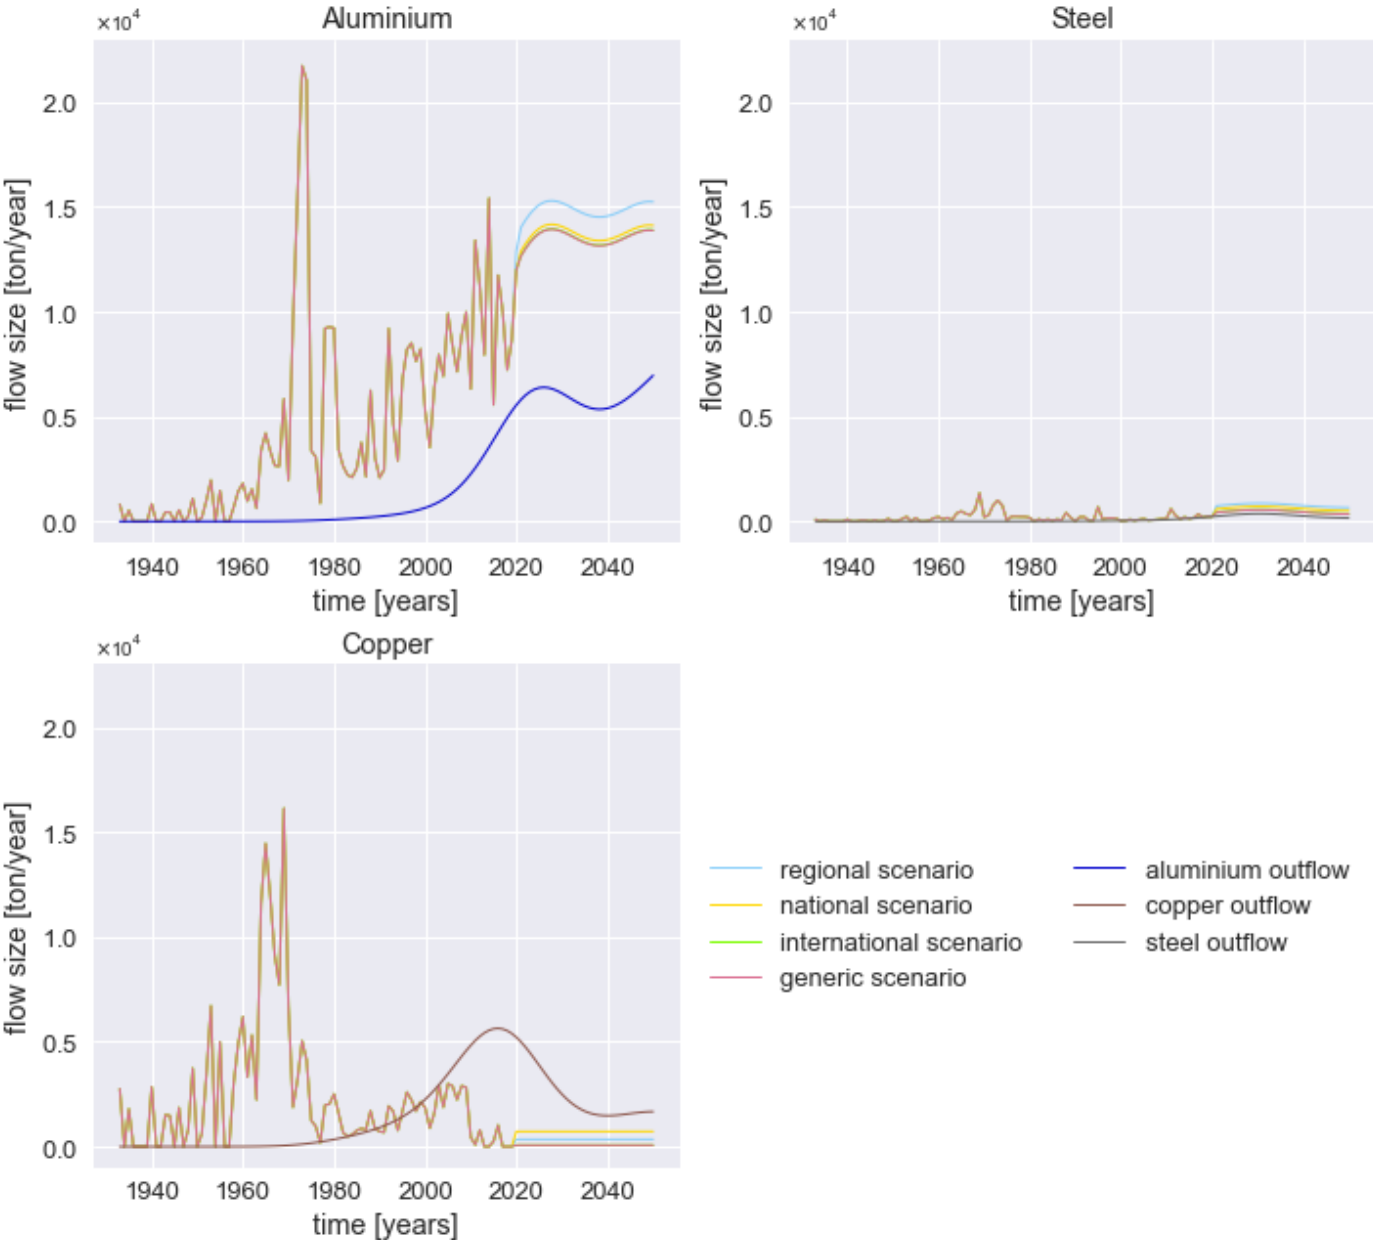 ×10⁴
Aluminium
flow size [ton/year]
2.0
1.5
1.0
0.5
0.0
1940 1960 1980 2000 2020 2040
time [years]
×10⁴
Steel
flow size [ton/year]
2.0
1.5
1.0
0.5
0.0
1940 1960 1980 2000 2020 2040
time [years]
×10⁴
Copper
flow size [ton/year]
2.0
1.5
1.0
0.5
0.0
1940 1960 1980 2000 2020 2040
time [years]
regional scenario
national scenario
international scenario
generic scenario
aluminium outflow
copper outflow
steel outflow